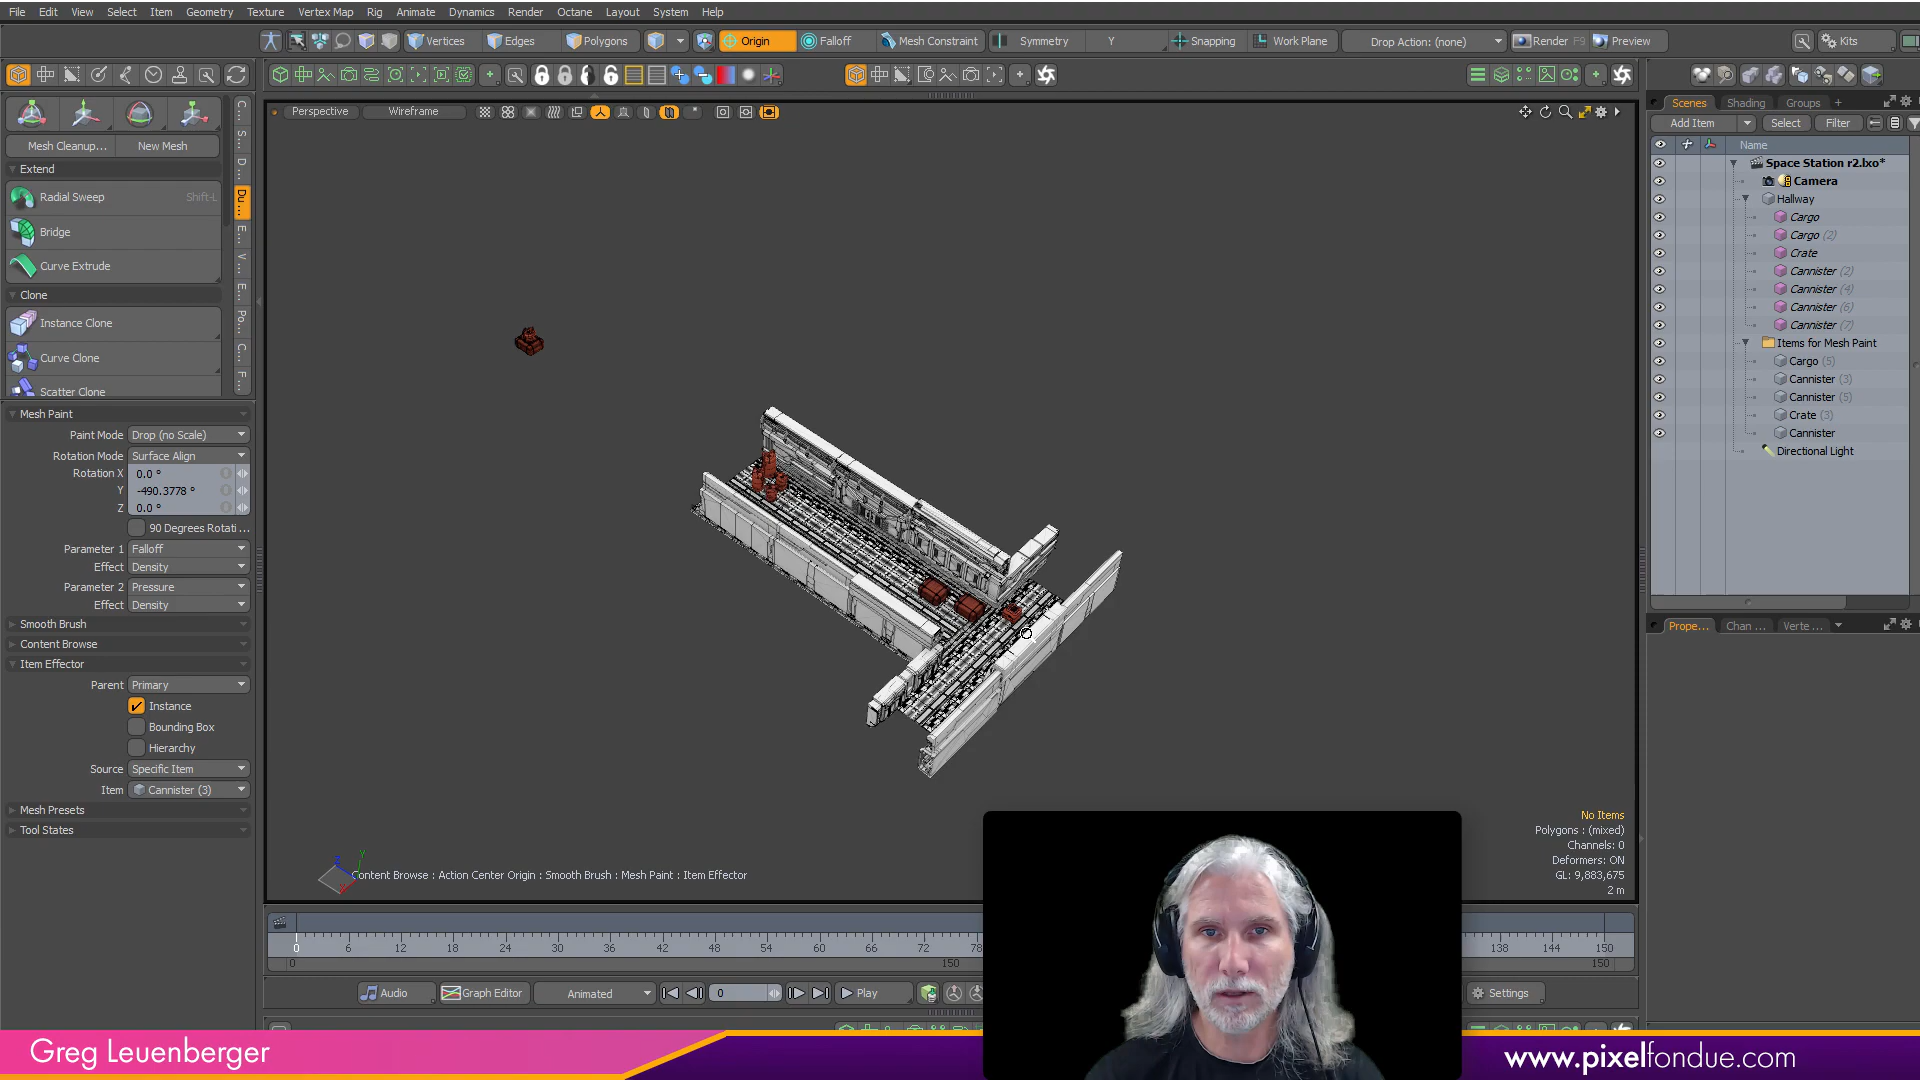 File Edit View Select Item Geometry Texture Vertex Map Rig Animate Dynamics Render Octane Layout System Help
Vertices Edges Polygons Origin Falloff Mesh Constraint Symmetry Y Snapping Work Plane Drop Action: (none) Render F9 Preview Kits
Perspective Wireframe
Mesh Cleanup... New Mesh
Extend
Radial Sweep Shift-L
Bridge
Curve Extrude
Clone
Instance Clone
Curve Clone
Scatter Clone
C...
S...
D...
Du...
E...
V...
E...
Po...
C...
F...
Mesh Paint
Paint Mode Drop (no Scale)
Rotation Mode Surface Align
Rotation X 0.0 °
Y -490.3778 °
Z 0.0 °
90 Degrees Rotati ...
Parameter 1 Falloff
Effect Density
Parameter 2 Pressure
Effect Density
Smooth Brush
Content Browse
Item Effector
Parent Primary
Instance
Bounding Box
Hierarchy
Source Specific Item
Item Cannister (3)
Mesh Presets
Tool States
Z Y X
Content Browse : Action Center Origin : Smooth Brush : Mesh Paint : Item Effector
No Items
Polygons : (mixed)
Channels: 0
Deformers: ON
GL: 9,883,675
2 m
Scenes Shading Groups +
Add Item Select Filter
Name
Space Station r2.lxo*
Camera
Hallway
Cargo
Cargo (2)
Crate
Cannister (2)
Cannister (4)
Cannister (6)
Cannister (7)
Items for Mesh Paint
Cargo (5)
Cannister (3)
Cannister (5)
Crate (3)
Cannister
Directional Light
Prope... Chan ... Verte ...
0 6 12 18 24 30 36 42 48 54 60 66 72 78 138 144 150
0 150 150
Audio Graph Editor Animated 0 Play Settings
Greg Leuenberger
www.pixelfondue.com